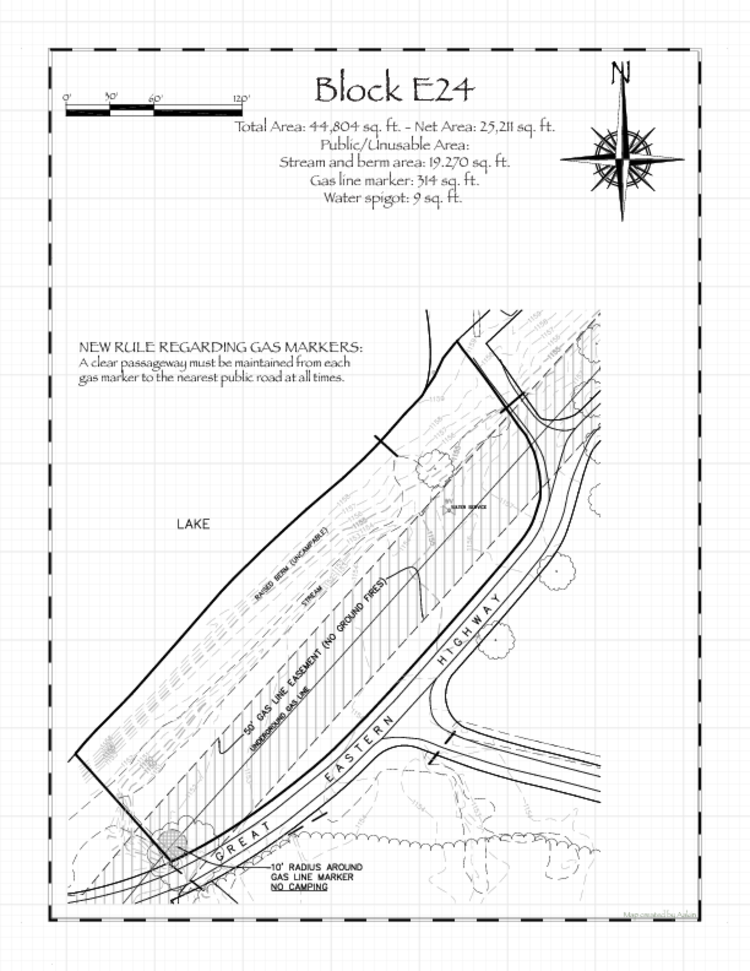 Block E24
N
0' 30' 60' 120'
Total Area: 44,804 sq. ft. - Net Area: 25,211 sq. ft.
Public/Unusable Area:
Stream and berm area: 19.270 sq. ft.
Gas line marker: 314 sq. ft.
Water spigot: 9 sq. ft.
NEW RULE REGARDING GAS MARKERS:
A clear passageway must be maintained from each
gas marker to the nearest public road at all times.
LAKE
WATER SERVICE
RAISED BERM (UNCAMPABLE)
STREAM
50' GAS LINE EASEMENT (NO GROUND FIRES)
UNDERGROUND GAS LINE
GREAT EASTERN HIGHWAY
10' RADIUS AROUND
GAS LINE MARKER
NO CAMPING